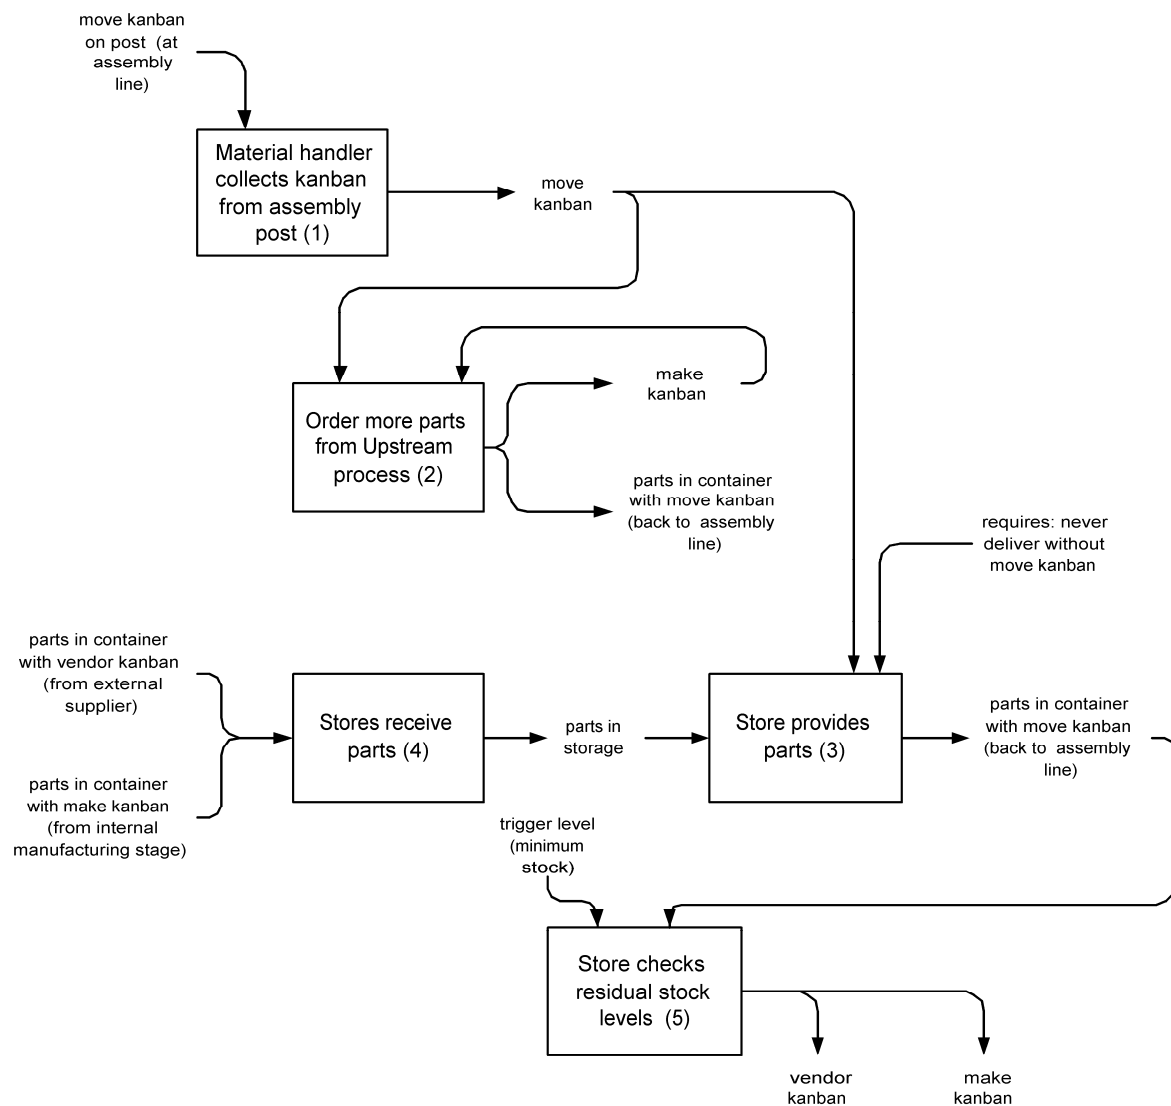 move kanban
on post (at
assembly
line)
Material handler
collects kanban
from assembly
post (1)
move
kanban
make
kanban
Order more parts
from Upstream
process (2)
parts in container
with move kanban
(back to assembly
line)
requires: never
deliver without
move kanban
parts in container
with vendor kanban
(from external
supplier)
Stores receive
parts (4)
parts in
storage
Store provides
parts (3)
parts in container
with move kanban
(back to assembly
line)
parts in container
with make kanban
(from internal
manufacturing stage)
trigger level
(minimum
stock)
Store checks
residual stock
levels (5)
vendor
kanban
make
kanban